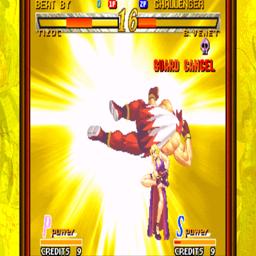 BEAT BY 16 CHALLENGER
TIZOC B.JENET
GUARD CANCEL
P power S power
CREDITS 9 CREDITS 9